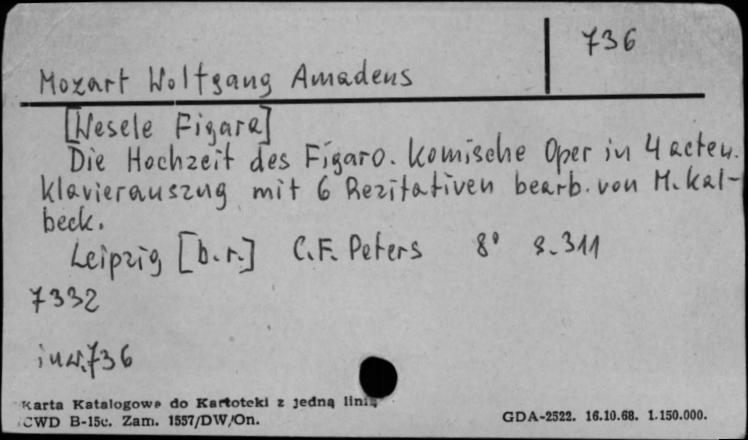 736
Mozart Wolfgang Amadeus
[Wesele Figara]
Die Hochzeit des Figaro. Komische Oper in 4 acten.
Klavierauszug mit 6 Rezitativen bearb. von M. Kal-
beck.
Leipzig [b.r.] C.F. Peters 8° s. 311
7332
inw. 736
Karta Katalogowa do Kartoteki z jedną linią
CWD B-15c. Zam. 1557/DW/On.
GDA-2522. 16.10.68. 1.150.000.